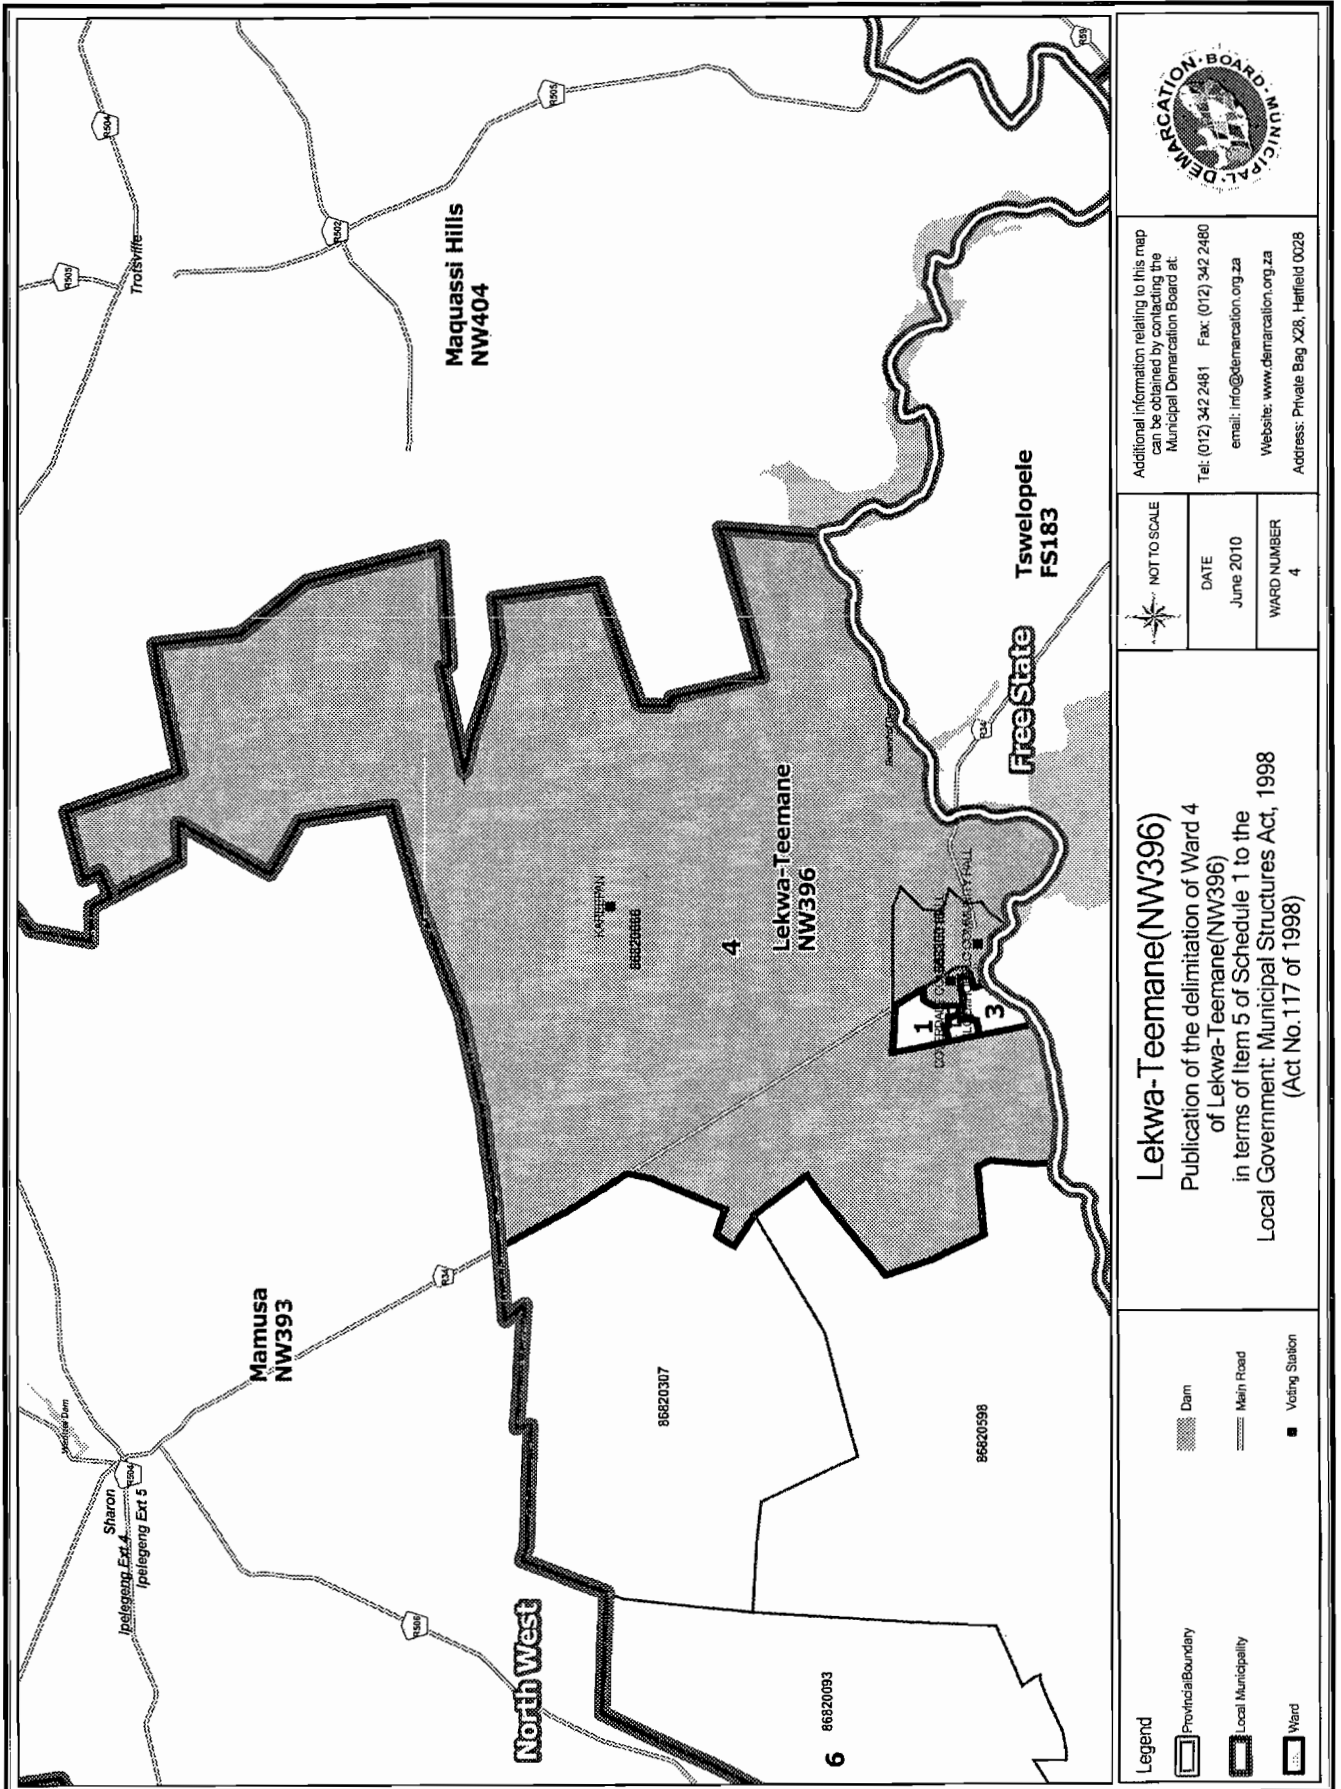 R504
R505
Trotsville
R502
R505
R59
Maquassi Hills
NW404
Sharon
R504
Ipelegeng Ext 4
Ipelegeng Ext 5
Mamusa
NW393
R34
R506
North West
KAREEPAN
86820666
4
Lekwa-Teemane
NW396
1
3
Tswelopele
FS183
R34
Free State
86820307
86820598
86820093
6
Legend
ProvincialBoundary
Local Municipality
Ward
Dam
Main Road
Voting Station
Lekwa-Teemane(NW396)
Publication of the delimitation of Ward 4
of Lekwa-Teemane(NW396)
in terms of Item 5 of Schedule 1 to the
Local Government: Municipal Structures Act, 1998
(Act No.117 of 1998)
NOT TO SCALE
DATE
June 2010
WARD NUMBER
4
Additional information relating to this map
can be obtained by contacting the
Municipal Demarcation Board at:
Tel: (012) 342 2481 Fax: (012) 342 2480
email: info@demarcation.org.za
Website: www.demarcation.org.za
Address: Private Bag X28, Hatfield 0028
MUNICIPAL · DEMARCATION · BOARD ·